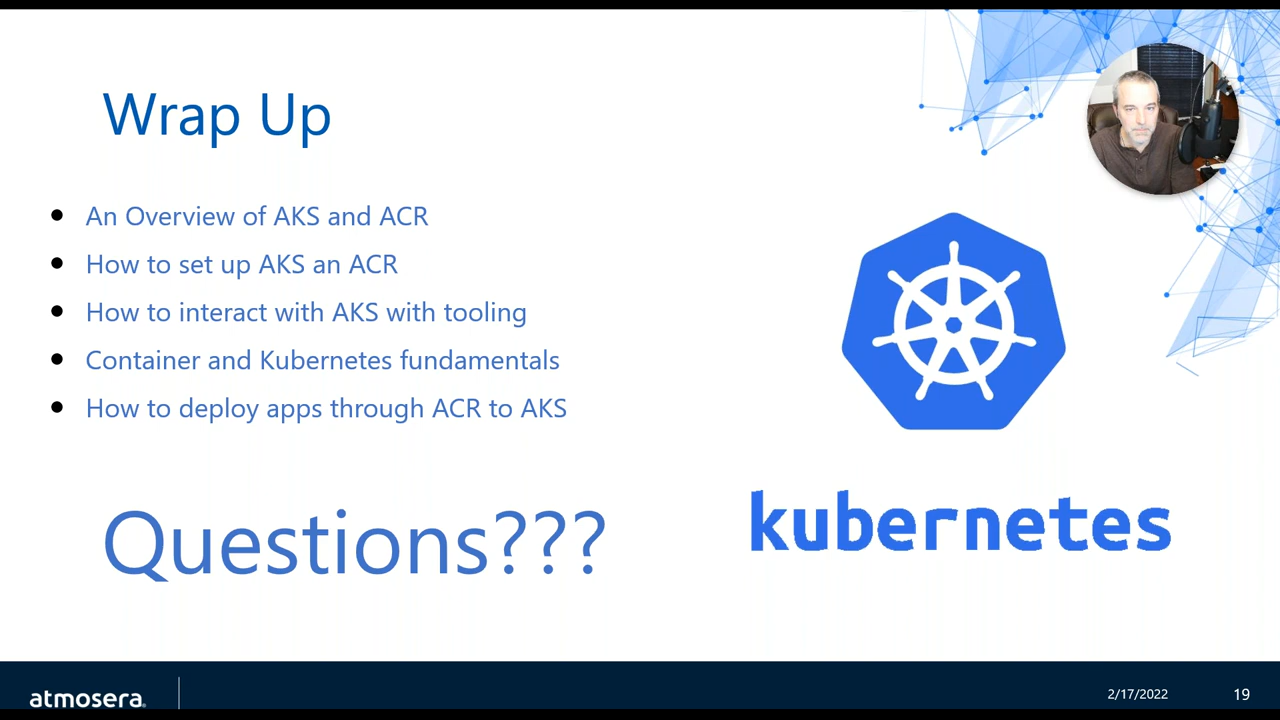 Wrap Up
An Overview of AKS and ACR
How to set up AKS an ACR
How to interact with AKS with tooling
Container and Kubernetes fundamentals
How to deploy apps through ACR to AKS
Questions???
kubernetes
atmosera
2/17/2022
19